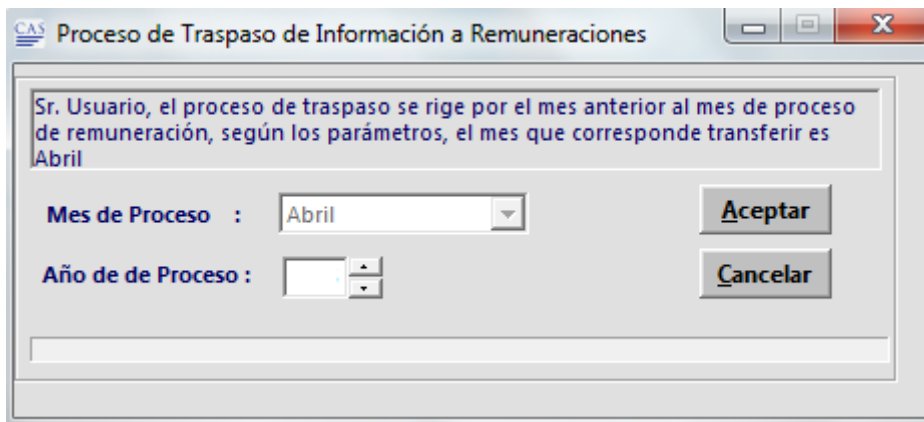 CAS
Proceso de Traspaso de Información a Remuneraciones
Sr. Usuario, el proceso de traspaso se rige por el mes anterior al mes de proceso
de remuneración, según los parámetros, el mes que corresponde transferir es
Abril
Mes de Proceso :
Abril
Aceptar
Año de de Proceso :
Cancelar